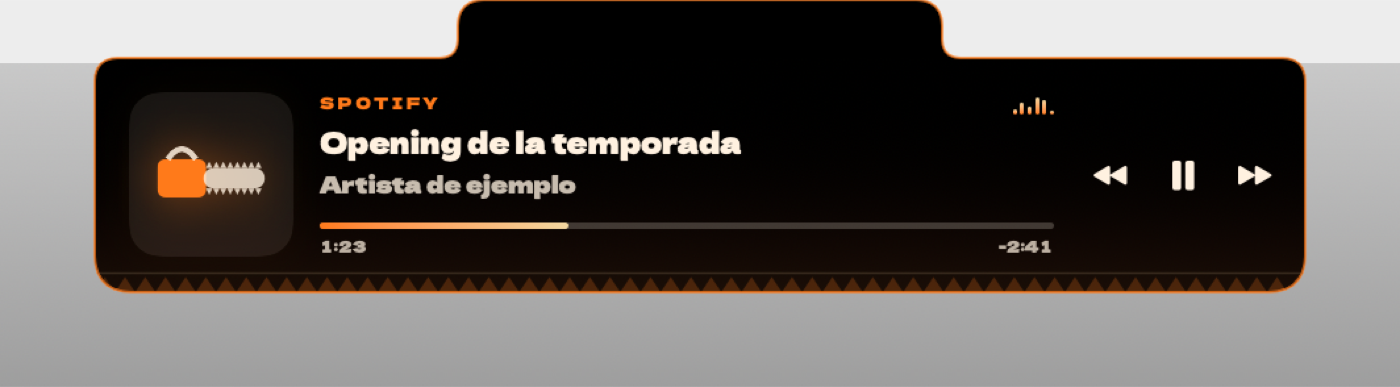 SPOTIFY
Opening de la temporada
Artista de ejemplo
1:23
-2:41